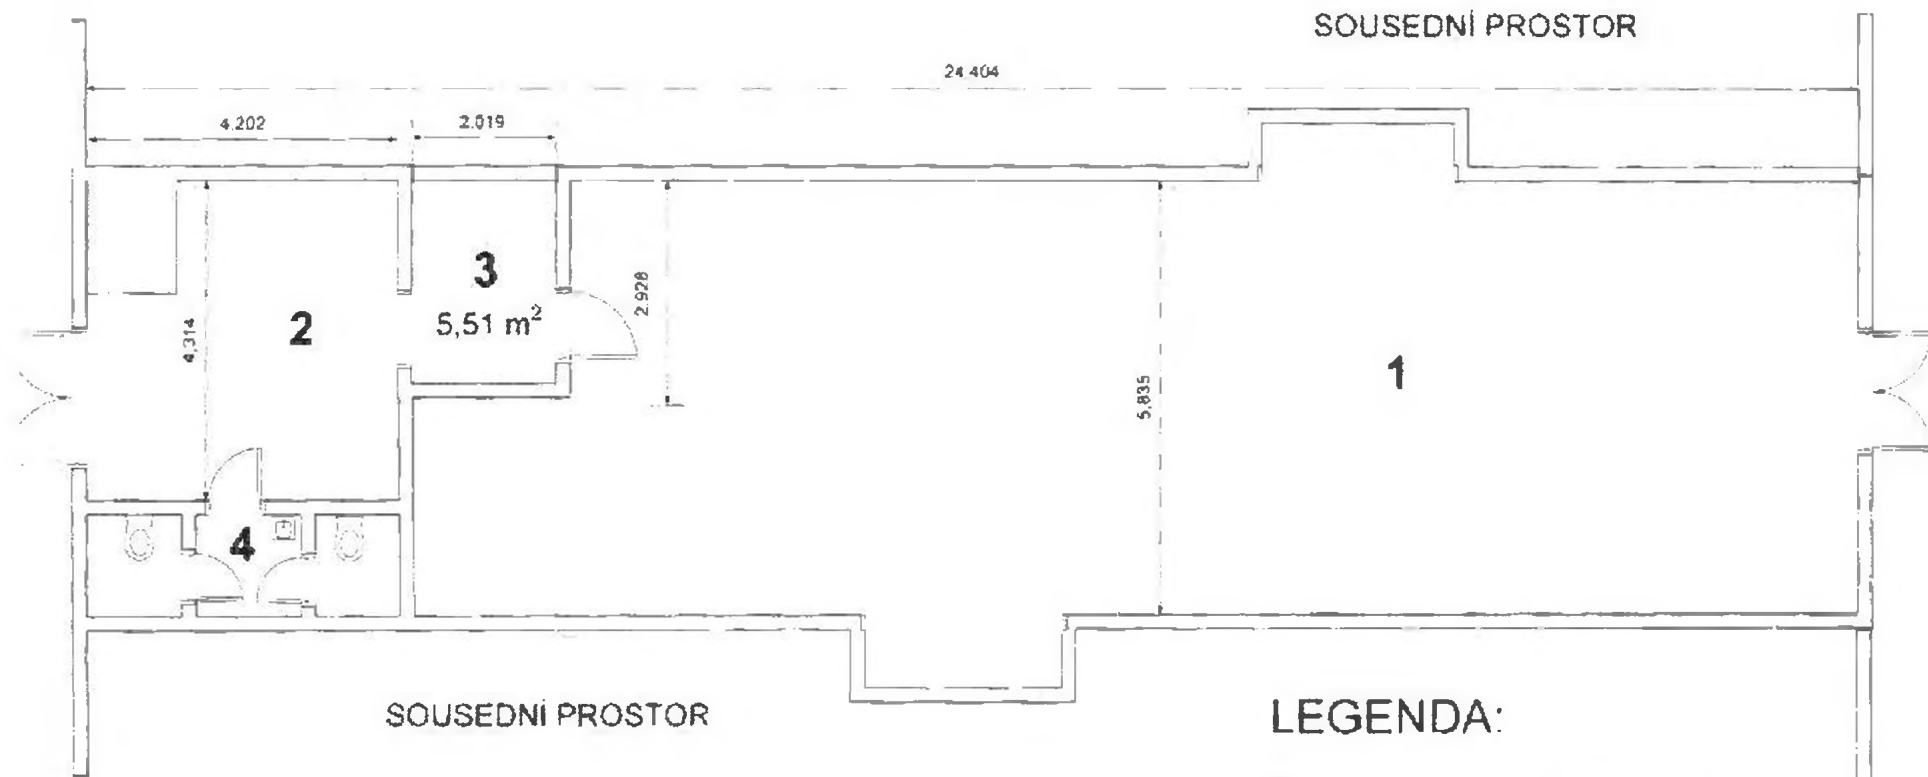 SOUSEDNÍ PROSTOR
24.404
4,202
2.019
3
5,51 m²
2.928
4,314
2
1
5,835
4
SOUSEDNÍ PROSTOR
LEGENDA: